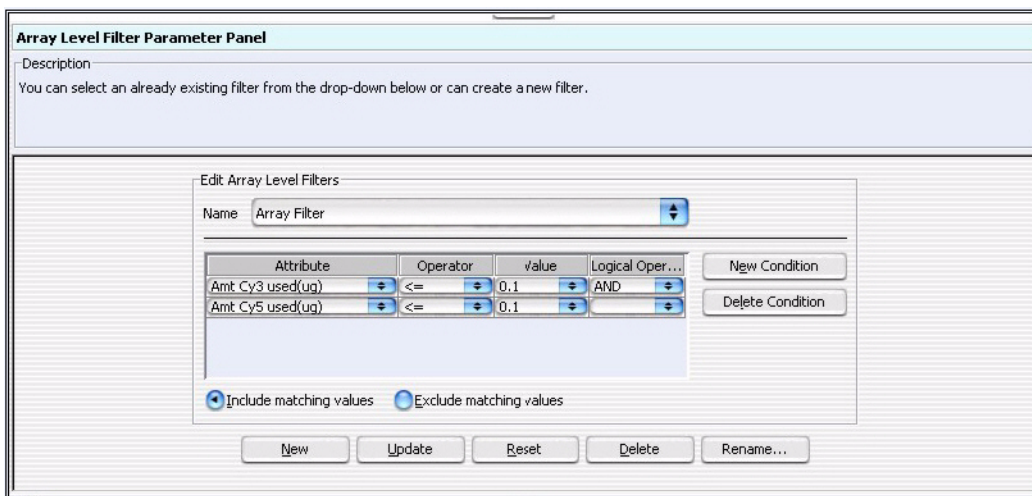 Array Level Filter Parameter Panel
Description
You can select an already existing filter from the drop-down below or can create a new filter.
Edit Array Level Filters
Name Array Filter
Attribute Operator Value Logical Oper...
Amt Cy3 used(ug) <= 0.1 AND
Amt Cy5 used(ug) <= 0.1
New Condition
Delete Condition
Include matching values Exclude matching values
New Update Reset Delete Rename...